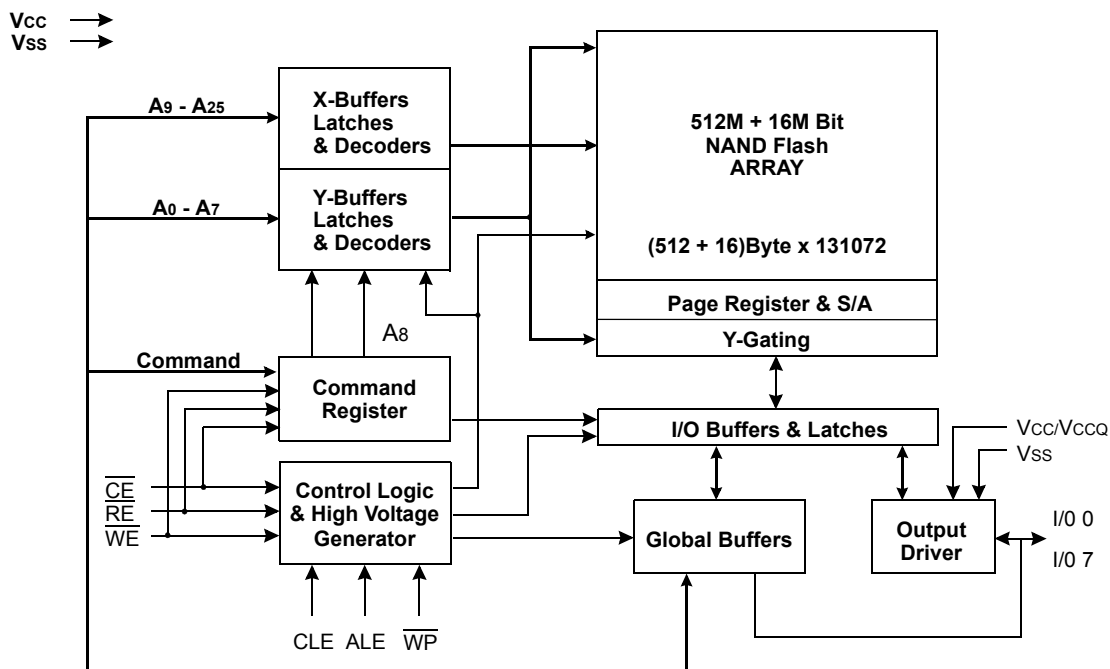 VCC
VSS
A9 - A25
X-Buffers
Latches
& Decoders
512M + 16M Bit
NAND Flash
ARRAY
A0 - A7
Y-Buffers
Latches
& Decoders
(512 + 16)Byte x 131072
Page Register & S/A
A8
Y-Gating
Command
Command
Register
I/O Buffers & Latches
VCC/VCCQ
VSS
CE
RE
WE
Control Logic
& High Voltage
Generator
Global Buffers
Output
Driver
I/0 0
I/0 7
CLE ALE WP